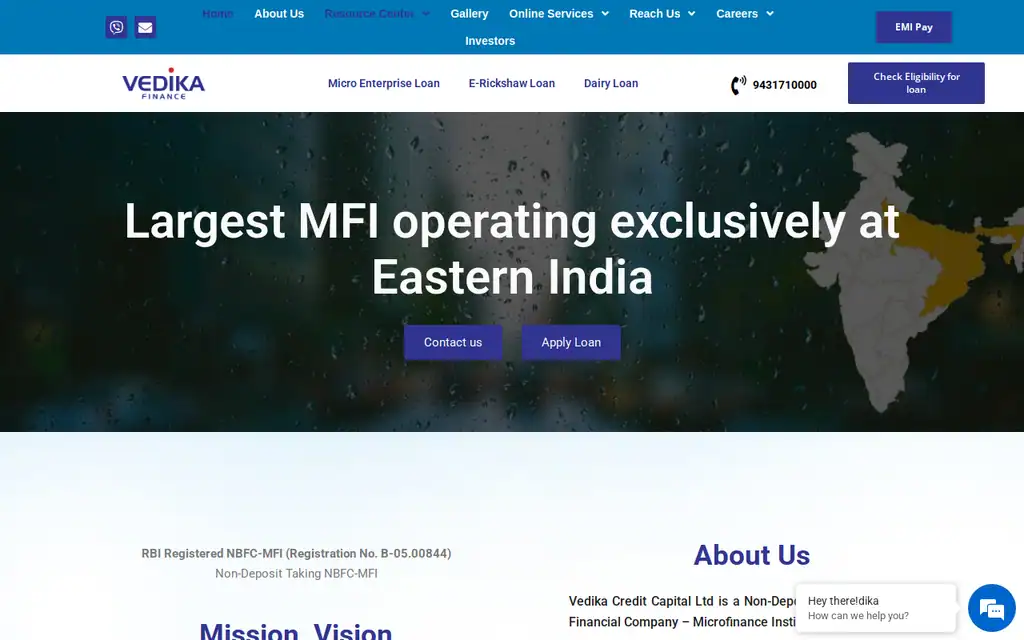 Home About Us Resource Center Gallery Online Services Reach Us Careers
Investors
EMI Pay
VEDIKA
FINANCE
Micro Enterprise Loan E-Rickshaw Loan Dairy Loan
9431710000
Check Eligibility for
loan
Largest MFI operating exclusively at
Eastern India
Contact us Apply Loan
RBI Registered NBFC-MFI (Registration No. B-05.00844)
Non-Deposit Taking NBFC-MFI
Mission, Vision
About Us
Vedika Credit Capital Ltd is a Non-Depo
Financial Company – Microfinance Insti
Hey there!dika
How can we help you?